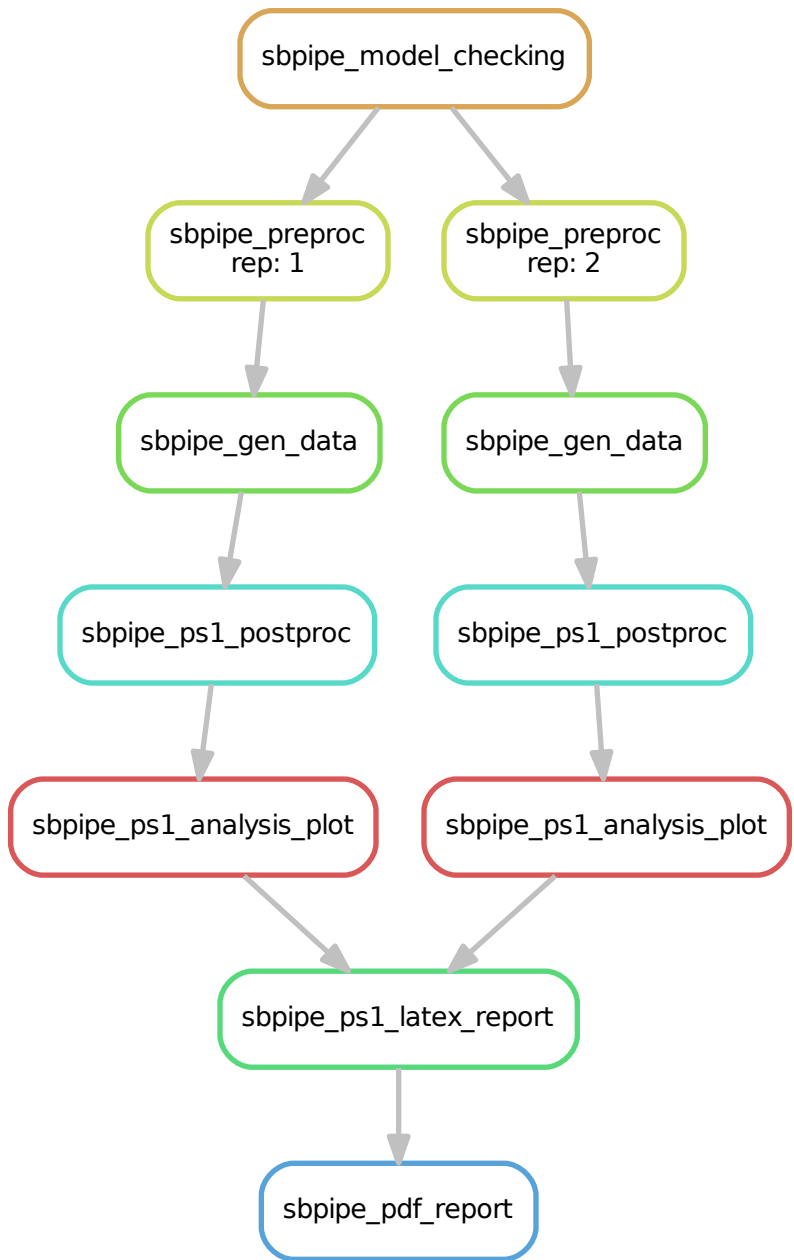 sbpipe_model_checking
sbpipe_preproc
rep: 1
sbpipe_preproc
rep: 2
sbpipe_gen_data
sbpipe_gen_data
sbpipe_ps1_postproc
sbpipe_ps1_postproc
sbpipe_ps1_analysis_plot
sbpipe_ps1_analysis_plot
sbpipe_ps1_latex_report
sbpipe_pdf_report